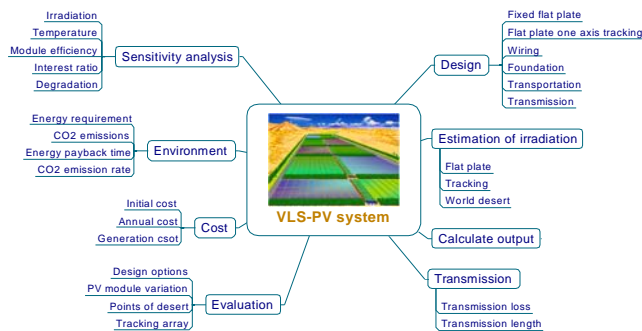 Irradiation
Temperature
Module efficiency
Interest ratio
Degradation
Sensitivity analysis
Energy requirement
CO2 emissions
Energy payback time
CO2 emission rate
Environment
Initial cost
Annual cost
Generation csot
Cost
Design options
PV module variation
Points of desert
Tracking array
Evaluation
VLS-PV system
Design
Fixed flat plate
Flat plate one axis tracking
Wiring
Foundation
Transportation
Transmission
Estimation of irradiation
Flat plate
Tracking
World desert
Calculate output
Transmission
Transmission loss
Transmission length